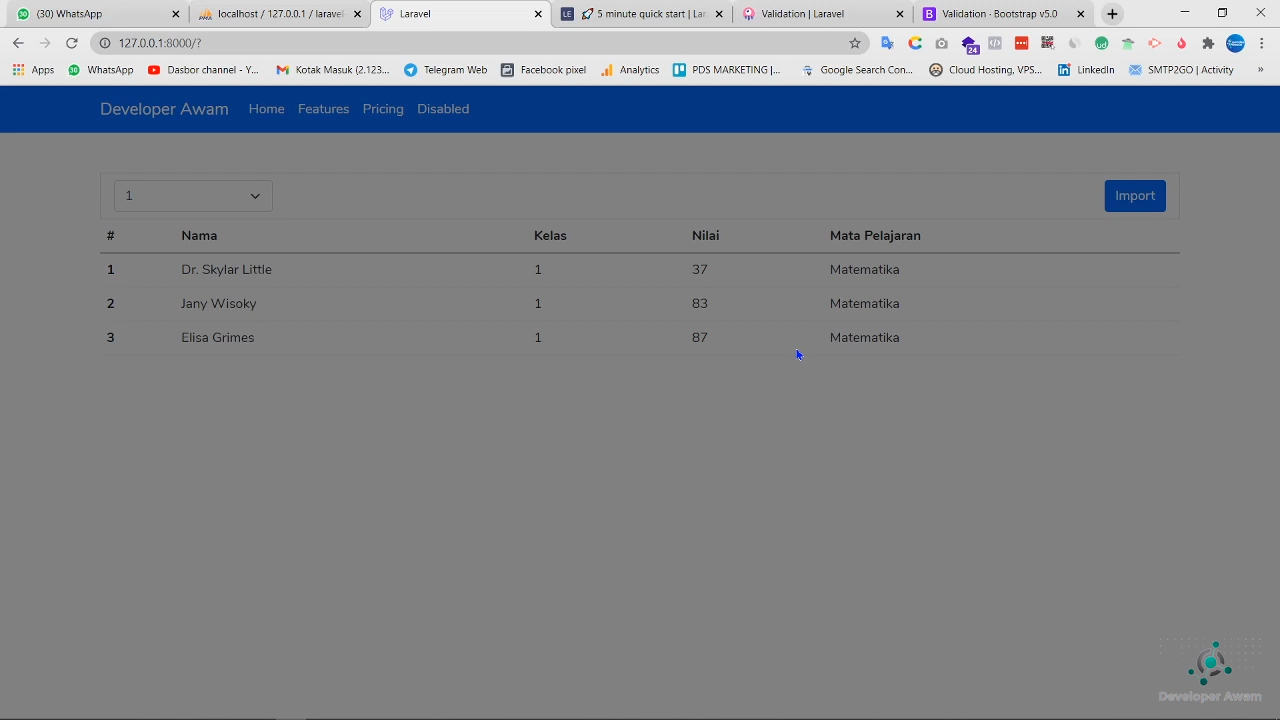 (30) WhatsApp
localhost / 127.0.0.1 / laravel
Laravel
5 minute quick start | Lar
Validation | Laravel
Validation · Bootstrap v5.0
127.0.0.1:8000/?
24
Apps
WhatsApp
Dasbor channel - Y...
Kotak Masuk (2.123...
Telegram Web
Facebook pixel
Analytics
PDS MARKETING |...
Google Search Con...
Cloud Hosting, VPS...
LinkedIn
SMTP2GO | Activity
»
Developer Awam Home Features Pricing Disabled
1
Import
# Nama Kelas Nilai Mata Pelajaran
1 Dr. Skylar Little 1 37 Matematika
2 Jany Wisoky 1 83 Matematika
3 Elisa Grimes 1 87 Matematika
Developer Awam